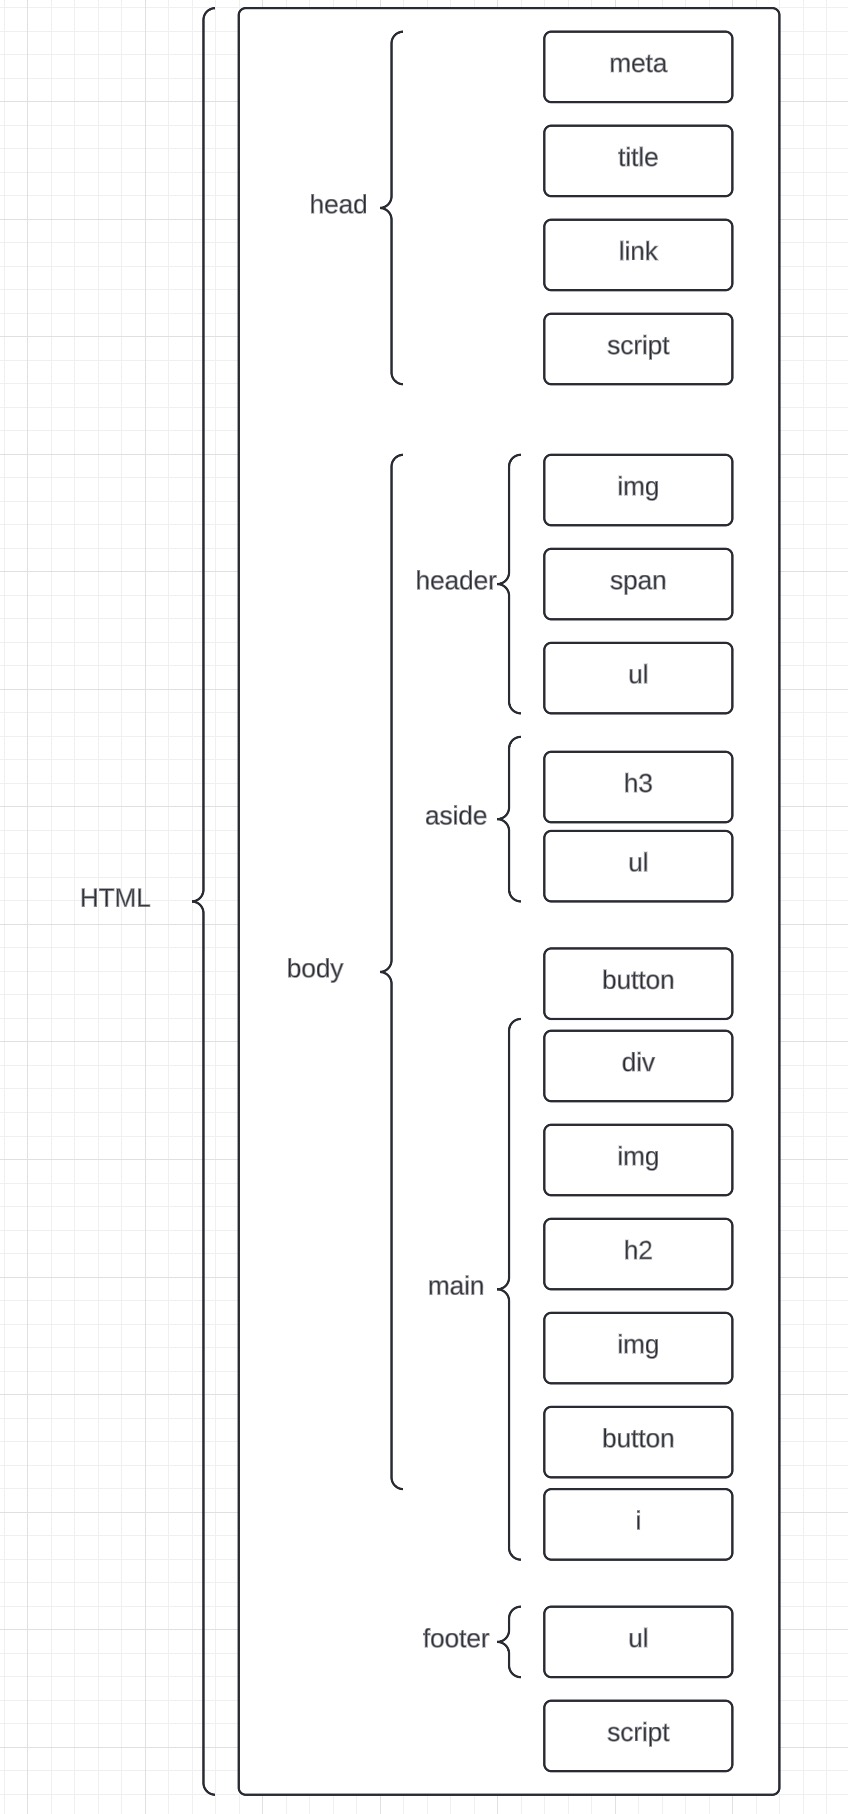 meta
title
head
link
script
img
header
span
ul
h3
aside
ul
HTML
body
button
div
img
h2
main
img
button
i
footer
ul
script